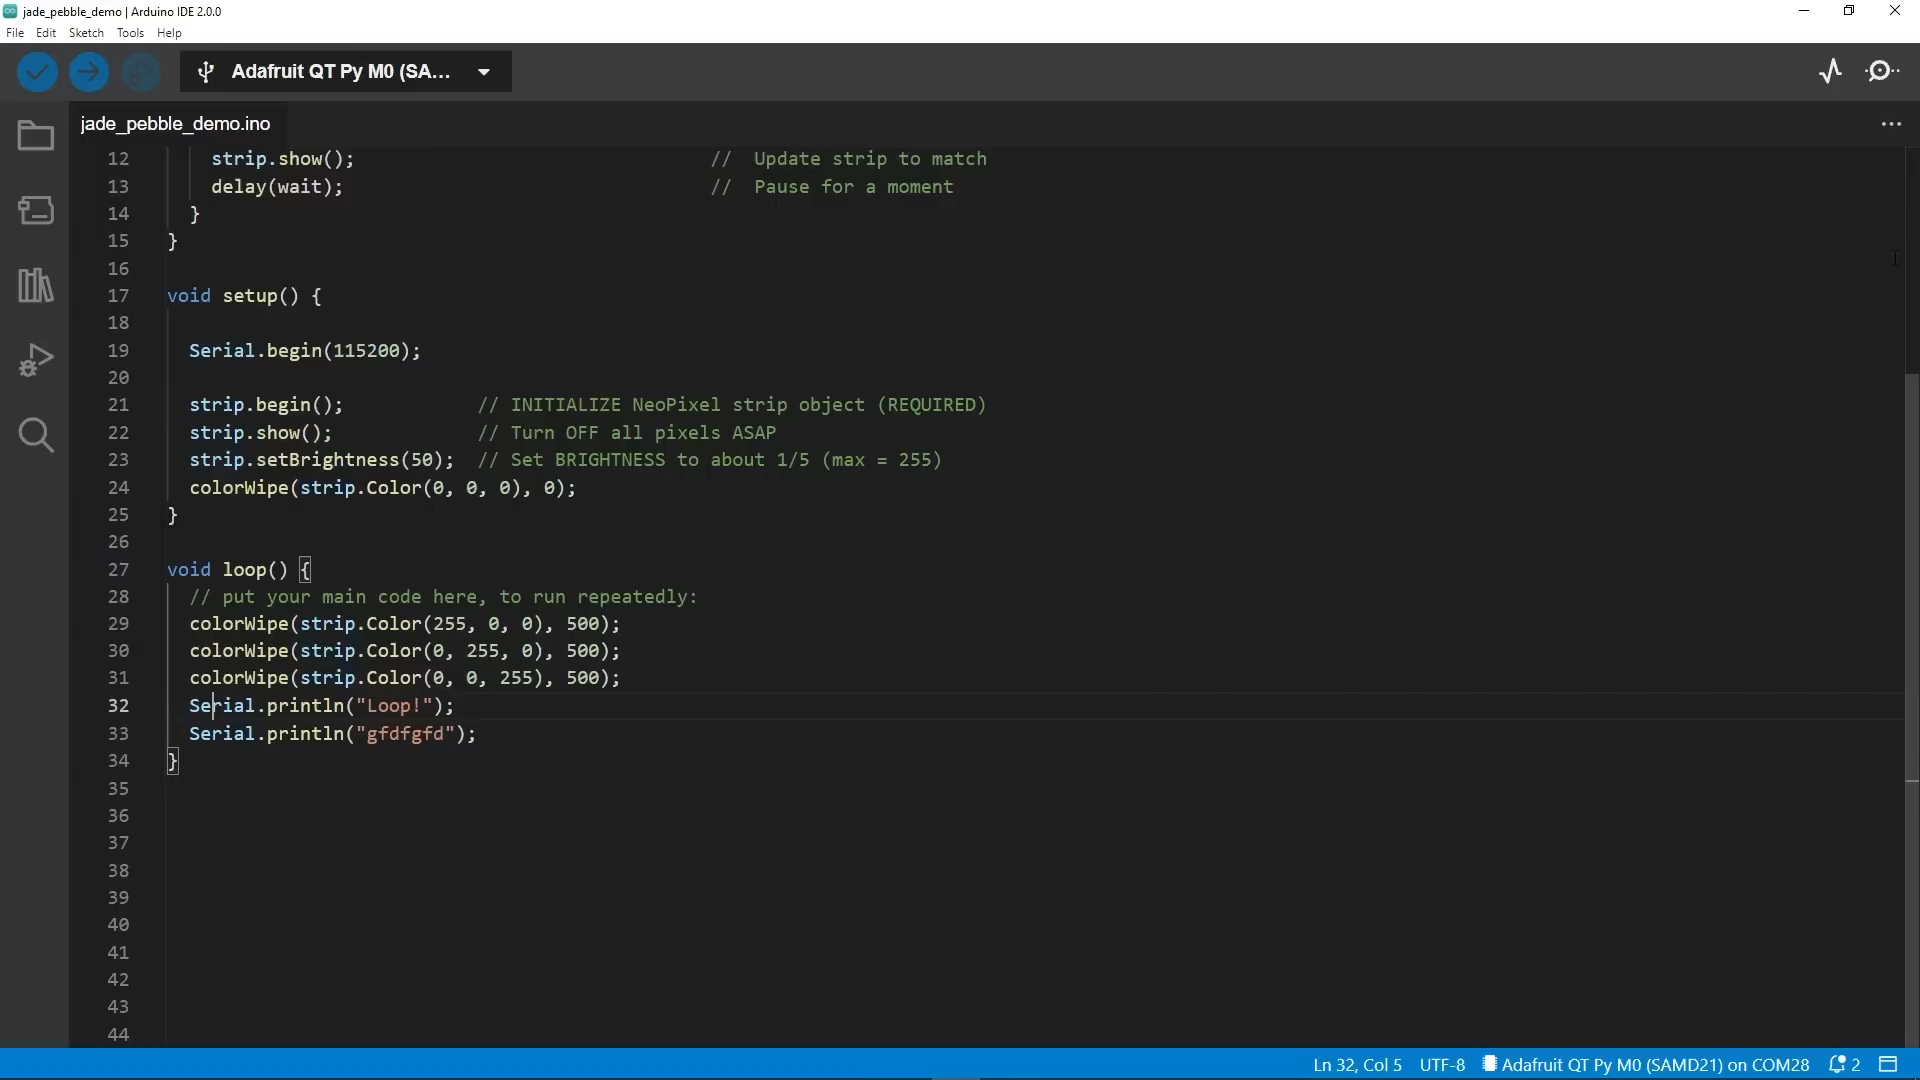 jade_pebble_demo | Arduino IDE 2.0.0
File Edit Sketch Tools Help
Adafruit QT Py M0 (SA...
jade_pebble_demo.ino
12 strip.show(); // Update strip to match
13 delay(wait); // Pause for a moment
14 }
15 }
16
17 void setup() {
18
19 Serial.begin(115200);
20
21 strip.begin(); // INITIALIZE NeoPixel strip object (REQUIRED)
22 strip.show(); // Turn OFF all pixels ASAP
23 strip.setBrightness(50); // Set BRIGHTNESS to about 1/5 (max = 255)
24 colorWipe(strip.Color(0, 0, 0), 0);
25 }
26
27 void loop() {
28 // put your main code here, to run repeatedly:
29 colorWipe(strip.Color(255, 0, 0), 500);
30 colorWipe(strip.Color(0, 255, 0), 500);
31 colorWipe(strip.Color(0, 0, 255), 500);
32 Serial.println("Loop!");
33 Serial.println("gfdfgfd");
34 }
35
36
37
38
39
40
41
42
43
44
Ln 32, Col 5 UTF-8 Adafruit QT Py M0 (SAMD21) on COM28 2